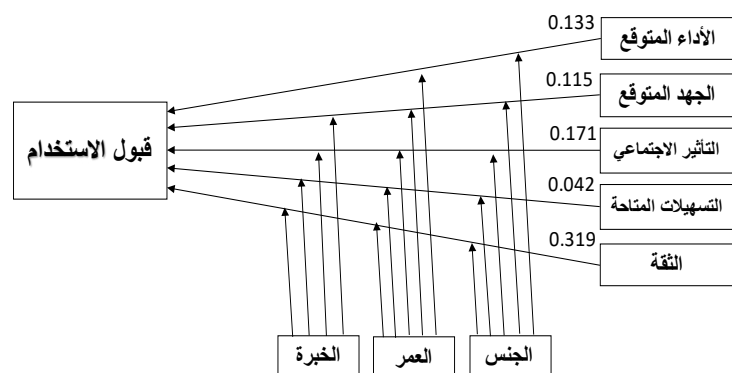 0.133
الأداء المتوقع
0.115
الجهد المتوقع
0.171
التأثير الاجتماعي
قبول الاستخدام
0.042
التسهيلات المتاحة
0.319
الثقة
الجنس
العمر
الخبرة